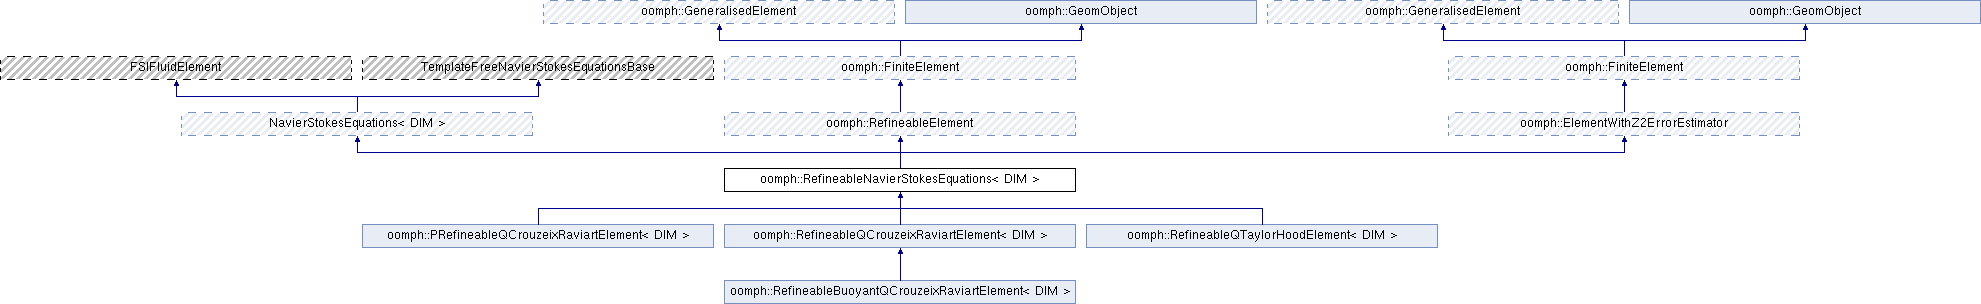 oomph::GeneralisedElement
oomph::GeomObject
oomph::GeneralisedElement
oomph::GeomObject
FSIFluidElement
TemplateFreeNavierStokesEquationsBase
oomph::FiniteElement
oomph::FiniteElement
NavierStokesEquations< DIM >
oomph::RefineableElement
oomph::ElementWithZ2ErrorEstimator
oomph::RefineableNavierStokesEquations< DIM >
oomph::PRefineableQCrouzeixRaviartElement< DIM >
oomph::RefineableQCrouzeixRaviartElement< DIM >
oomph::RefineableQTaylorHoodElement< DIM >
oomph::RefineableBuoyantQCrouzeixRaviartElement< DIM >